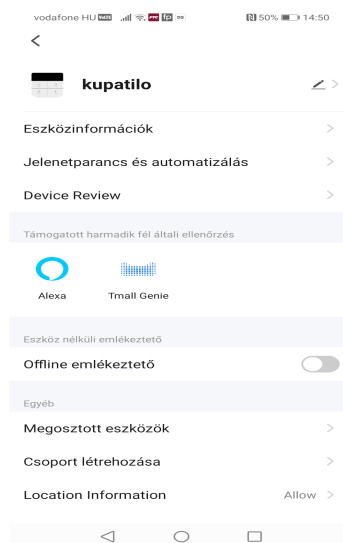 vodafone HU VoLTE 50% 14:50
kupatilo
Eszközinformációk
Jelenetparancs és automatizálás
Device Review
Támogatott harmadik fél általi ellenőrzés
Alexa Tmall Genie
Eszköz nélküli emlékeztető
Offline emlékeztető
Egyéb
Megosztott eszközök
Csoport létrehozása
Location Information Allow